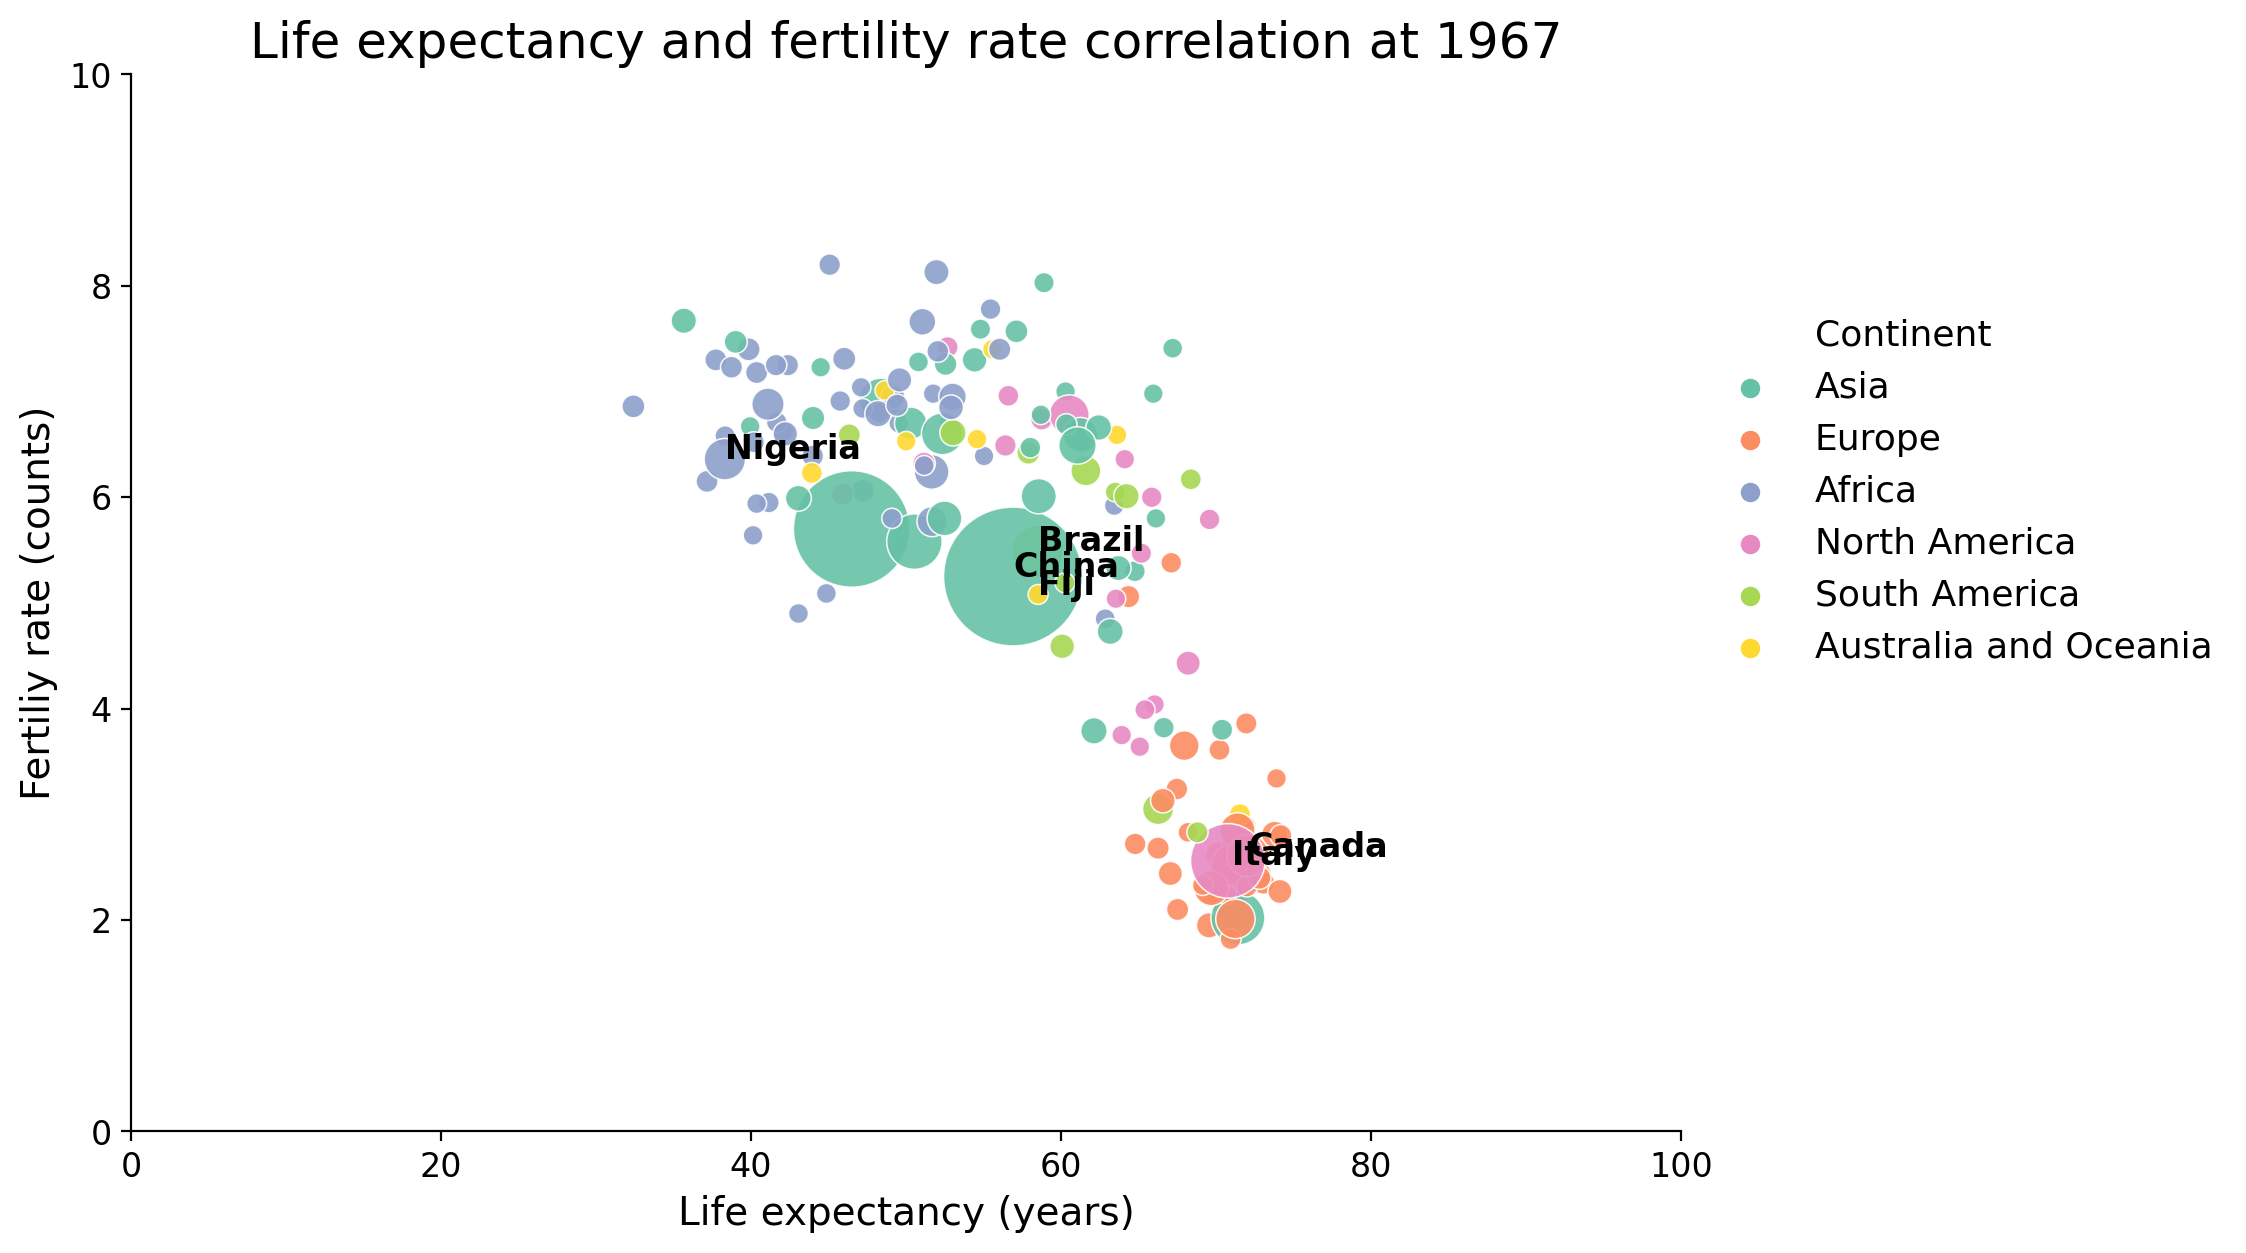 Life expectancy and fertility rate correlation at 1967
10
8
6
4
2
0
Fertiliy rate (counts)
Nigeria
Brazil
China
Fiji
Canada
Italy
0 20 40 60 80 100
Life expectancy (years)
Continent
Asia
Europe
Africa
North America
South America
Australia and Oceania